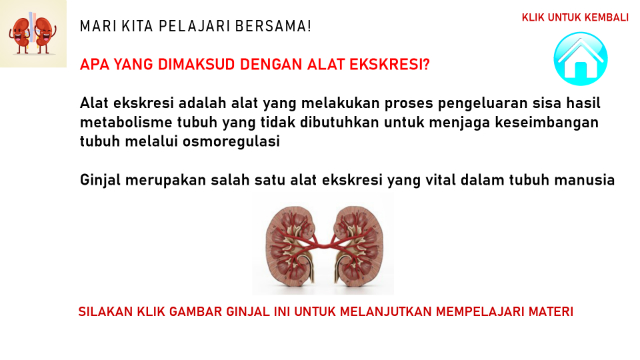 MARI KITA PELAJARI BERSAMA!
KLIK UNTUK KEMBALI
APA YANG DIMAKSUD DENGAN ALAT EKSKRESI?
Alat ekskresi adalah alat yang melakukan proses pengeluaran sisa hasil
metabolisme tubuh yang tidak dibutuhkan untuk menjaga keseimbangan
tubuh melalui osmoregulasi
Ginjal merupakan salah satu alat ekskresi yang vital dalam tubuh manusia
SILAKAN KLIK GAMBAR GINJAL INI UNTUK MELANJUTKAN MEMPELAJARI MATERI